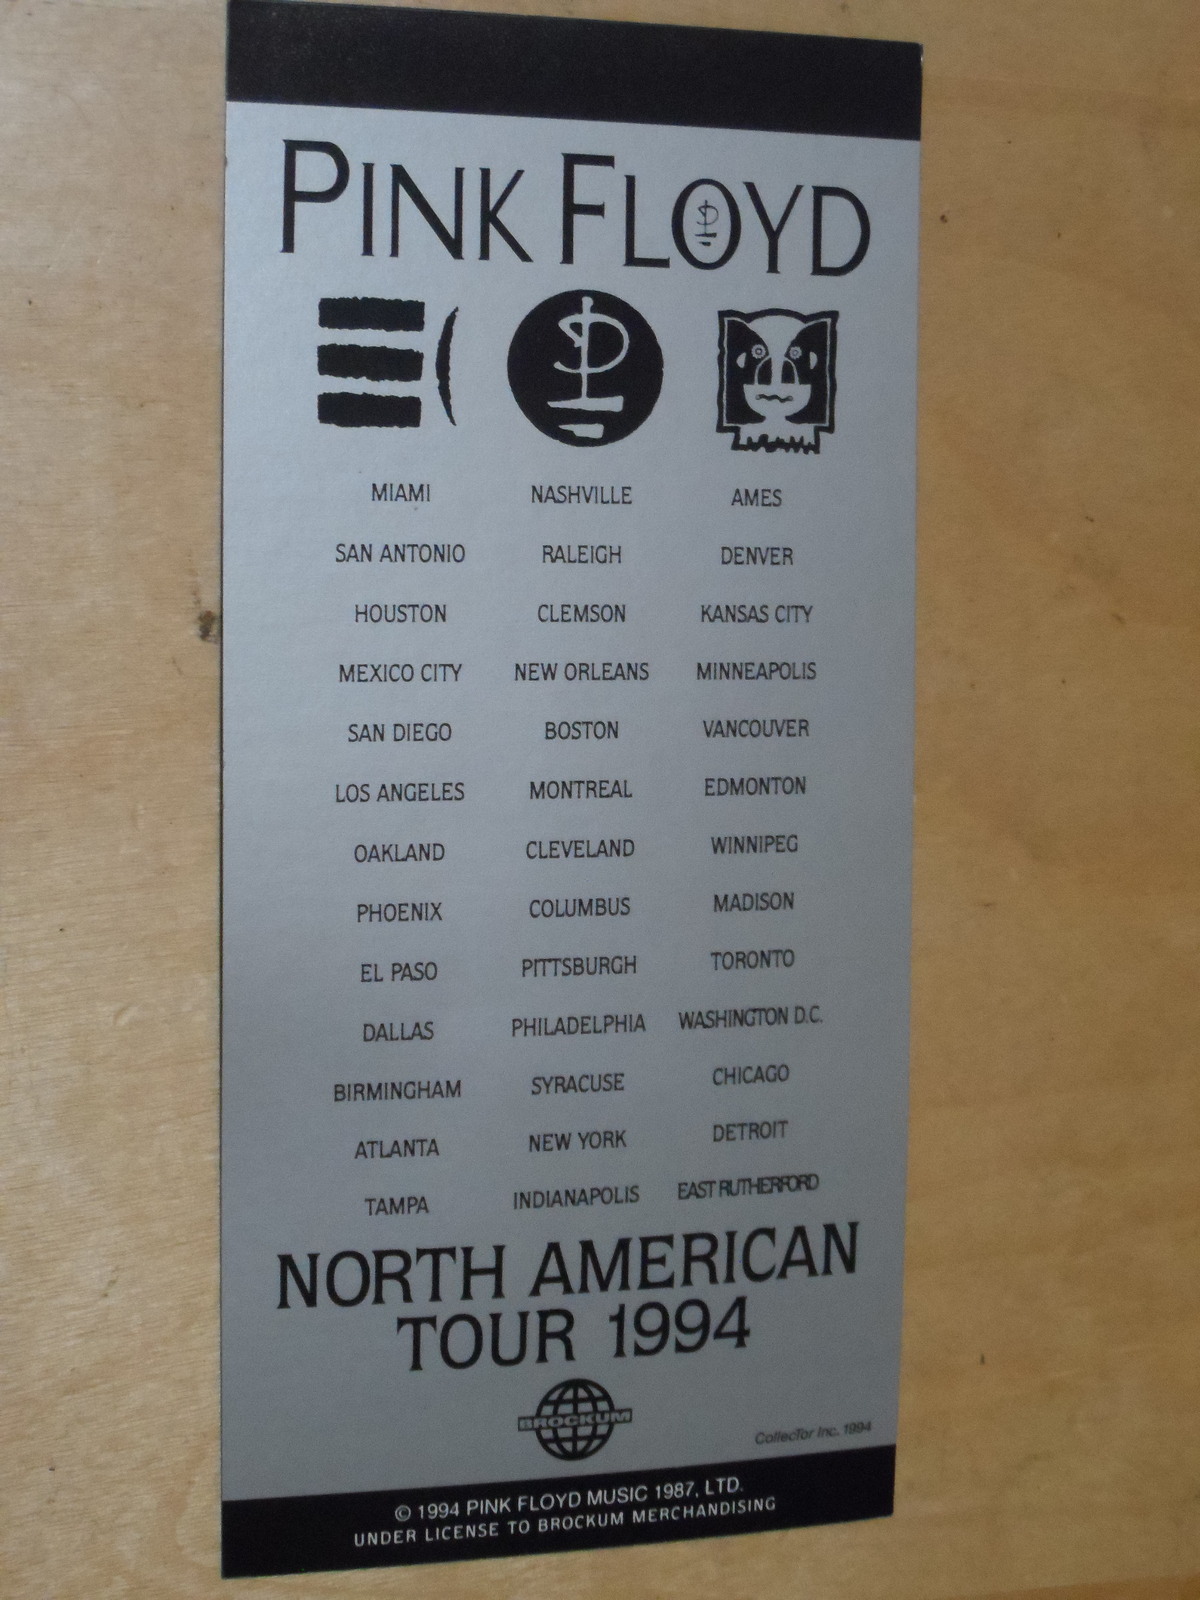 PINK FLOYD
MIAMI NASHVILLE AMES
SAN ANTONIO RALEIGH DENVER
HOUSTON CLEMSON KANSAS CITY
MEXICO CITY NEW ORLEANS MINNEAPOLIS
SAN DIEGO BOSTON VANCOUVER
LOS ANGELES MONTREAL EDMONTON
OAKLAND CLEVELAND WINNIPEG
PHOENIX COLUMBUS MADISON
EL PASO PITTSBURGH TORONTO
DALLAS PHILADELPHIA WASHINGTON D.C.
BIRMINGHAM SYRACUSE CHICAGO
ATLANTA NEW YORK DETROIT
TAMPA INDIANAPOLIS EAST RUTHERFORD
NORTH AMERICAN
TOUR 1994
BROCKUM
CollecTor Inc. 1994
© 1994 PINK FLOYD MUSIC 1987, LTD.
UNDER LICENSE TO BROCKUM MERCHANDISING